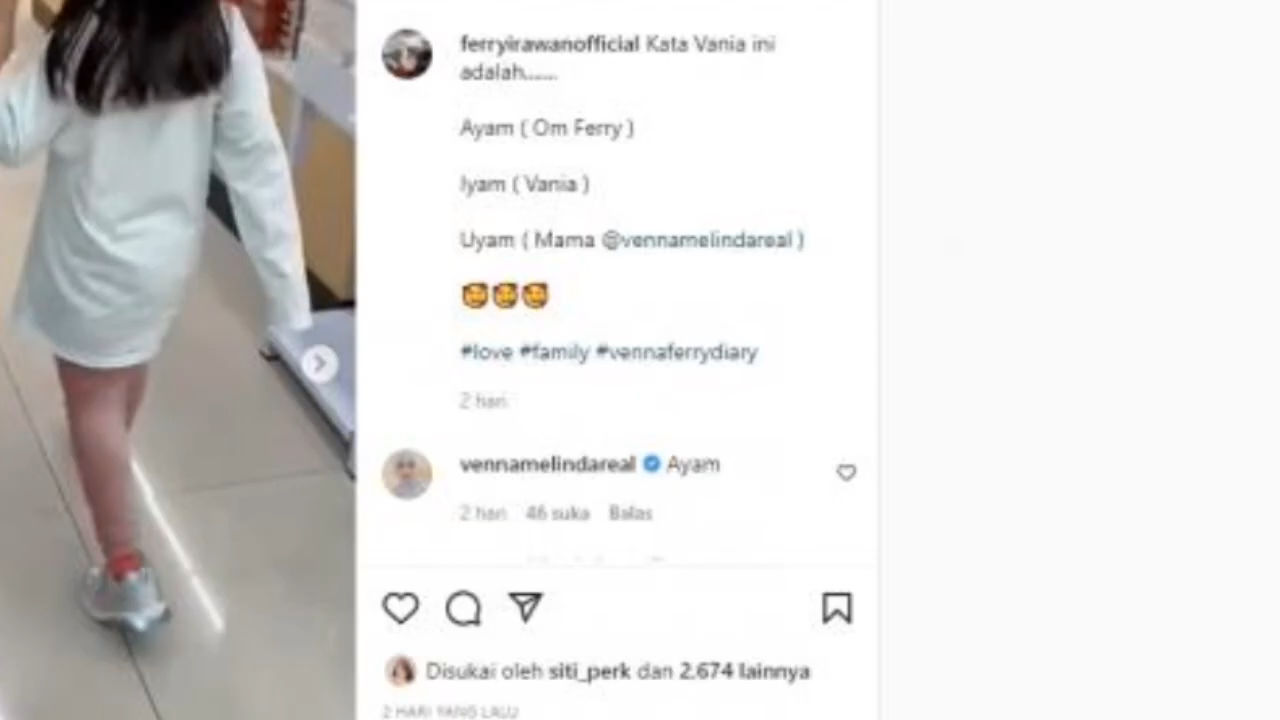 ferryirawanofficial Kata Vania ini
adalah......
Ayam ( Om Ferry )
Iyam ( Vania )
Uyam ( Mama @vennamelindareal )
#love #family #vennaferrydiary
2 hari
vennamelindareal Ayam
2 hari 46 suka Balas
Disukai oleh siti_perk dan 2.674 lainnya
2 HARI YANG LALU